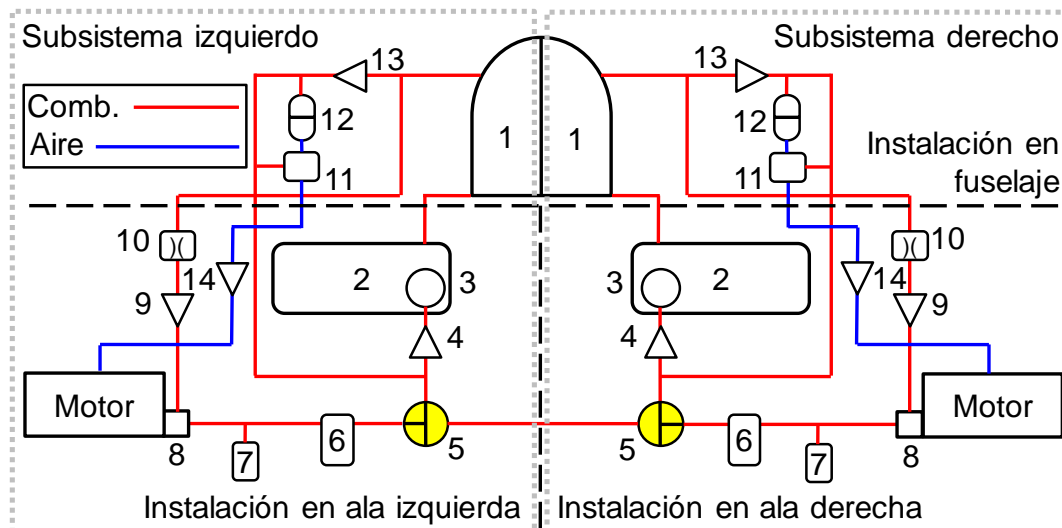 Subsistema izquierdo
Subsistema derecho
13
13
Comb.
Aire
12
12
1
1
11
11
Instalación en
fuselaje
10
10
14
14
2
3
3
2
9
9
4
4
Motor
Motor
8
7
6
5
5
6
7
8
Instalación en ala izquierda
Instalación en ala derecha